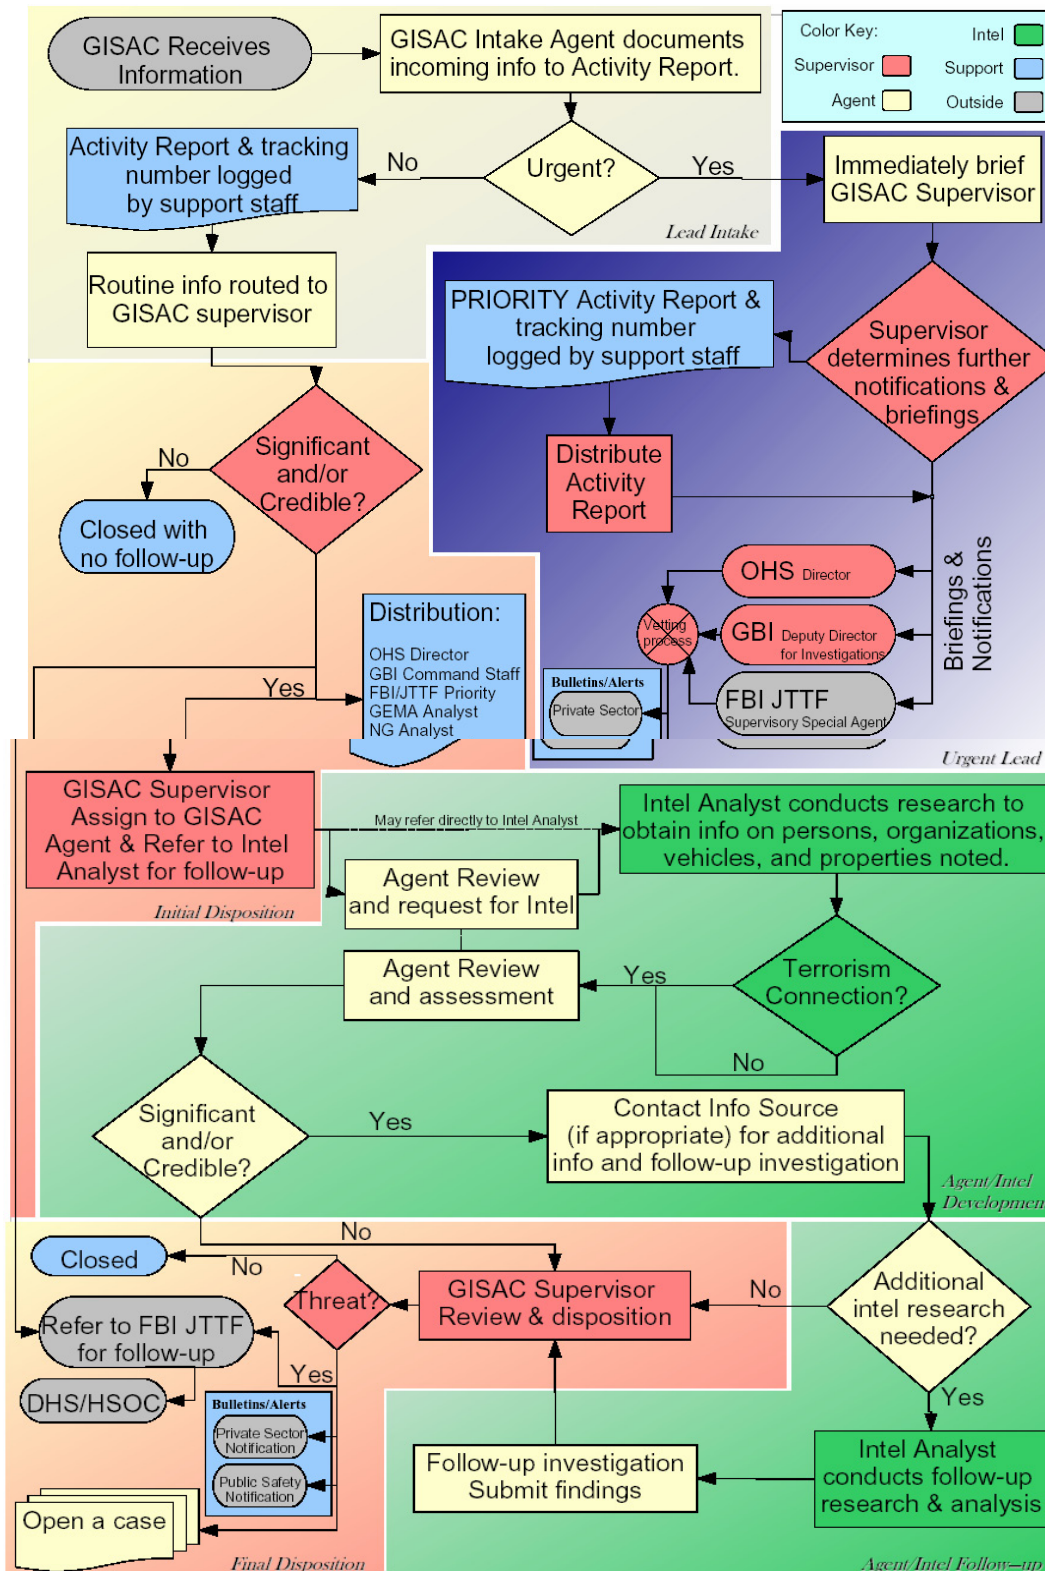 GISAC Receives
Information
GISAC Intake Agent documents
incoming info to Activity Report.
Color Key:
Intel
Supervisor
Support
Agent
Outside
Urgent?
No
Yes
Activity Report & tracking
number logged
by support staff
Immediately brief
GISAC Supervisor
Lead Intake
Routine info routed to
GISAC supervisor
PRIORITY Activity Report &
tracking number
logged by support staff
Supervisor
determines further
notifications &
briefings
Significant
and/or
Credible?
No
Closed with
no follow-up
Distribute
Activity
Report
Briefings &
Notifications
OHS Director
GBI Deputy Director
for Investigations
FBI JTTF
Supervisory Special Agent
Vetting
process
Bulletins/Alerts
Private Sector
Yes
Distribution:
OHS Director
GBI Command Staff
FBI/JTTF Priority
GEMA Analyst
NG Analyst
Urgent Lead
GISAC Supervisor
Assign to GISAC
Agent & Refer to Intel
Analyst for follow-up
Initial Disposition
May refer directly to Intel Analyst
Intel Analyst conducts research to
obtain info on persons, organizations,
vehicles, and properties noted.
Agent Review
and request for Intel
Agent Review
and assessment
Yes
Terrorism
Connection?
No
Significant
and/or
Credible?
Yes
Contact Info Source
(if appropriate) for additional
info and follow-up investigation
Agent/Intel
Development
No
Closed
No
Threat?
GISAC Supervisor
Review & disposition
No
Additional
intel research
needed?
Refer to FBI JTTF
for follow-up
Yes
DHS/HSOC
Bulletins/Alerts
Private Sector
Notification
Public Safety
Notification
Yes
Follow-up investigation
Submit findings
Intel Analyst
conducts follow-up
research & analysis
Open a case
Final Disposition
Agent/Intel Follow-up